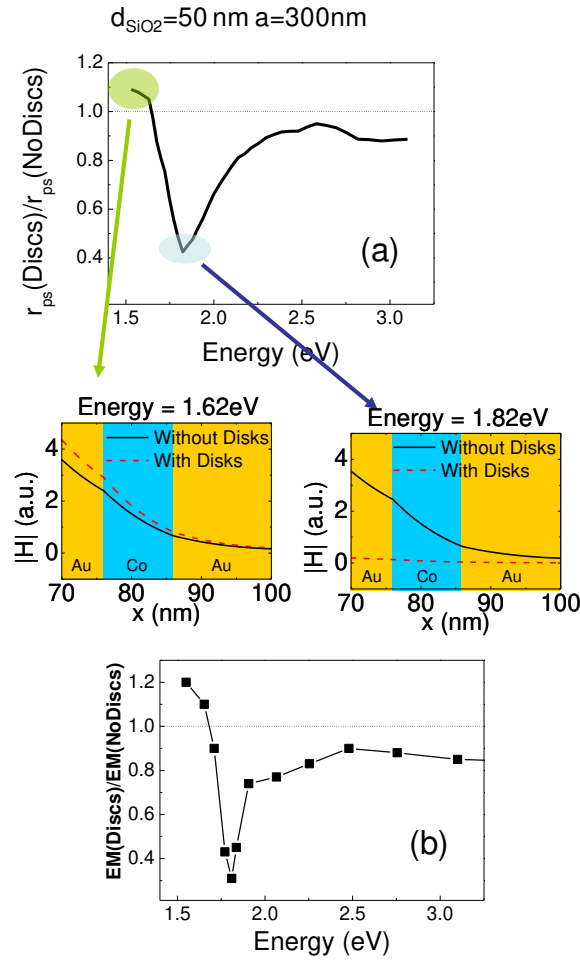 d_SiO2=50 nm a=300nm
r_ps(Discs)/r_ps(NoDiscs)
1.2
1.0
0.8
0.6
0.4
(a)
1.5 2.0 2.5 3.0
Energy (eV)
Energy = 1.62eV
|H| (a.u.)
4
2
0
Without Disks
With Disks
Au Co Au
70 80 90 100
x (nm)
Energy = 1.82eV
|H| (a.u.)
4
2
0
Without Disks
With Disks
Au Co Au
70 80 90 100
x (nm)
EM(Discs)/EM(NoDiscs)
1.2
1.0
0.8
0.6
0.4
(b)
1.5 2.0 2.5 3.0
Energy (eV)